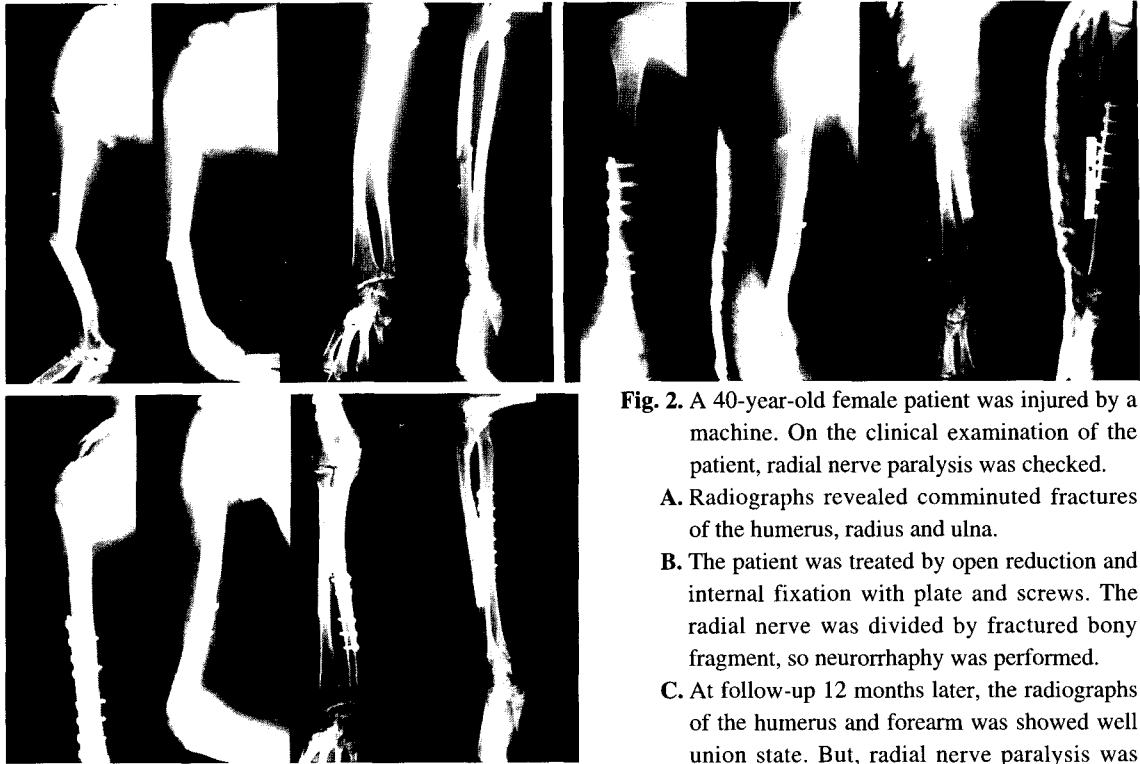 Fig. 2. A 40-year-old female patient was injured by a
machine. On the clinical examination of the
patient, radial nerve paralysis was checked.
A. Radiographs revealed comminuted fractures
of the humerus, radius and ulna.
B. The patient was treated by open reduction and
internal fixation with plate and screws. The
radial nerve was divided by fractured bony
fragment, so neurorrhaphy was performed.
C. At follow-up 12 months later, the radiographs
of the humerus and forearm was showed well
union state. But, radial nerve paralysis was